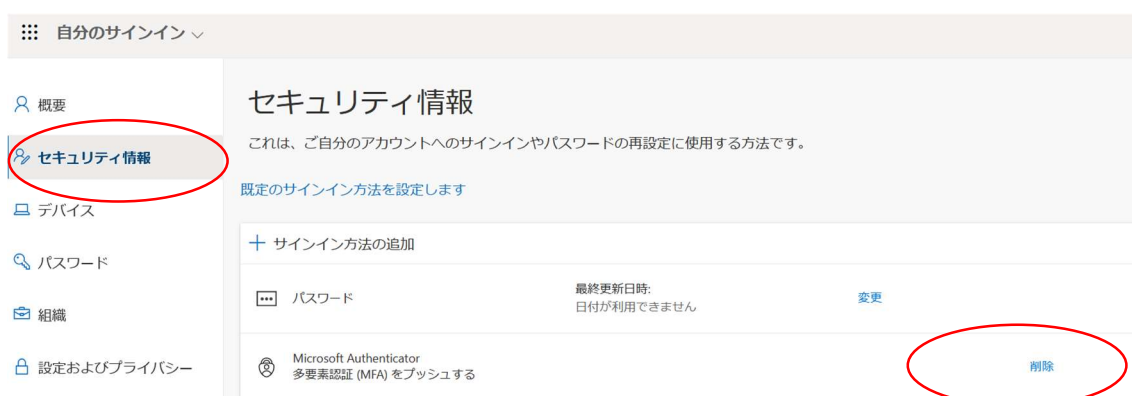 自分のサインイン
概要
セキュリティ情報
デバイス
パスワード
組織
設定およびプライバシー
セキュリティ情報
これは、ご自分のアカウントへのサインインやパスワードの再設定に使用する方法です。
既定のサインイン方法を設定します
サインイン方法の追加
パスワード
最終更新日時:
日付が利用できません
変更
Microsoft Authenticator
多要素認証 (MFA) をプッシュする
削除